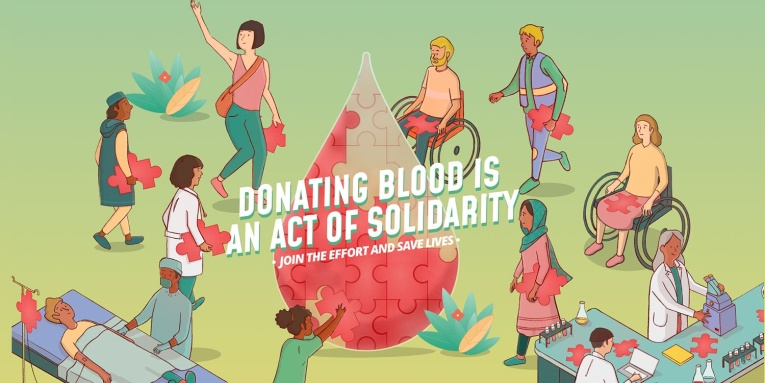 DONATING BLOOD IS
AN ACT OF SOLIDARITY
· JOIN THE EFFORT AND SAVE LIVES ·